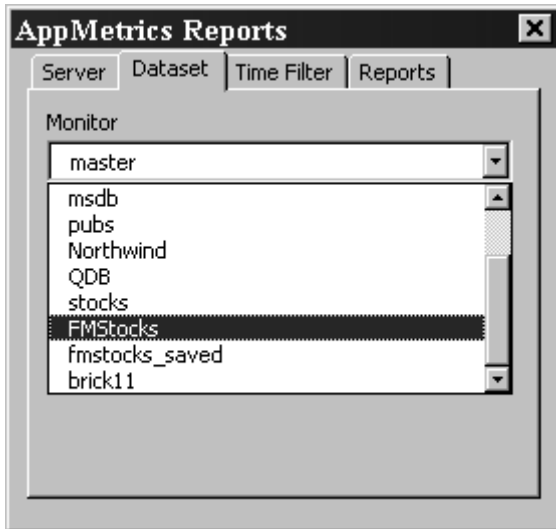 AppMetrics Reports
Server Dataset Time Filter Reports
Monitor
master
msdb
pubs
Northwind
QDB
stocks
FMStocks
fmstocks_saved
brick11